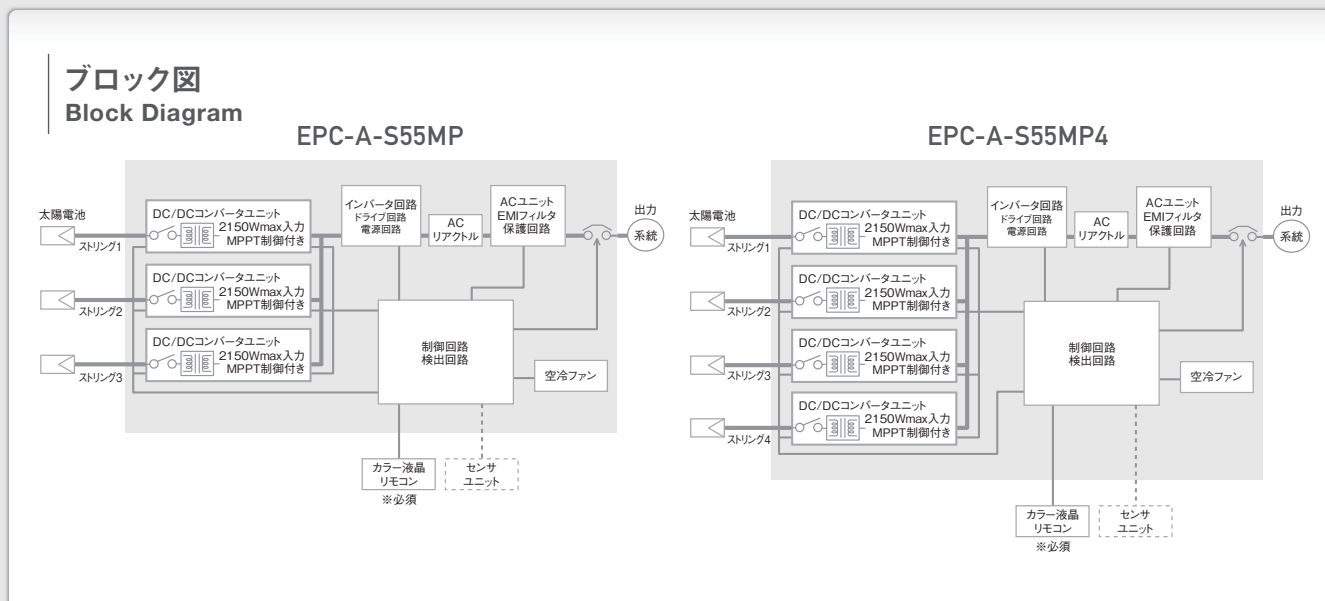 ブロック図
Block Diagram
EPC-A-S55MP
太陽電池
ストリング1
DC/DCコンバータユニット
2150Wmax入力
MPPT制御付き
ストリング2
DC/DCコンバータユニット
2150Wmax入力
MPPT制御付き
ストリング3
DC/DCコンバータユニット
2150Wmax入力
MPPT制御付き
インバータ回路
ドライブ回路
電源回路
AC
リアクトル
ACユニット
EMIフィルタ
保護回路
出力
系統
制御回路
検出回路
空冷ファン
カラー液晶
リモコン
※必須
センサ
ユニット
EPC-A-S55MP4
太陽電池
ストリング1
DC/DCコンバータユニット
2150Wmax入力
MPPT制御付き
ストリング2
DC/DCコンバータユニット
2150Wmax入力
MPPT制御付き
ストリング3
DC/DCコンバータユニット
2150Wmax入力
MPPT制御付き
ストリング4
DC/DCコンバータユニット
2150Wmax入力
MPPT制御付き
インバータ回路
ドライブ回路
電源回路
AC
リアクトル
ACユニット
EMIフィルタ
保護回路
出力
系統
制御回路
検出回路
空冷ファン
カラー液晶
リモコン
※必須
センサ
ユニット